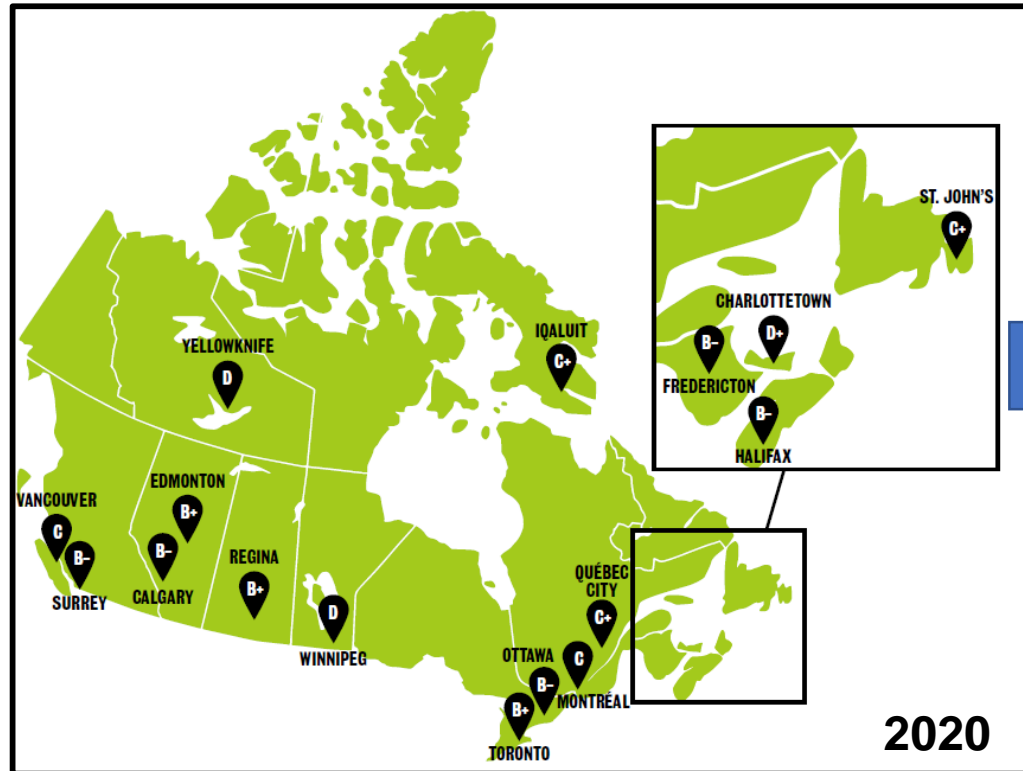 ST. JOHN'S
C+
CHARLOTTETOWN
D+
B–
FREDERICTON
B–
HALIFAX
IQALUIT
C+
YELLOWKNIFE
D
EDMONTON
B+
VANCOUVER
C
B–
SURREY
B–
CALGARY
REGINA
B+
D
WINNIPEG
QUÉBEC
CITY
C+
OTTAWA
C
B–
MONTRÉAL
B+
TORONTO
2020